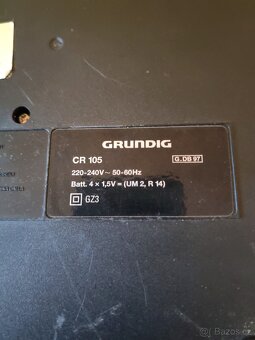 GRUNDIG
CR 105
G..DB 97
220-240V ~ 50-60Hz
Batt. 4 x 1,5V = (UM 2, R 14)
GZ3